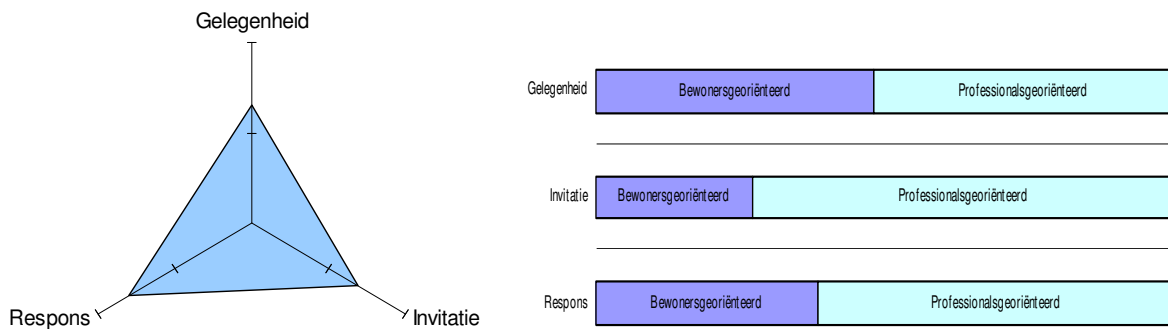 Gelegenheid
Respons
Invitatie
Gelegenheid
Bewonersgeoriënteerd
Professionalsgeoriënteerd
Invitatie
Bewonersgeoriënteerd
Professionalsgeoriënteerd
Respons
Bewonersgeoriënteerd
Professionalsgeoriënteerd